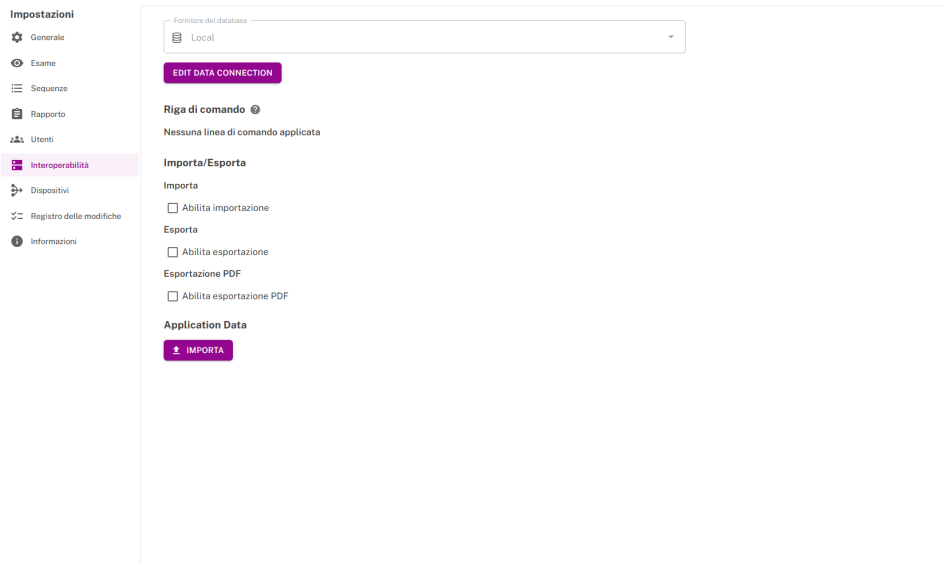 Impostazioni
Generale
Esame
Sequenze
Rapporto
Utenti
Interoperabilità
Dispositivi
Registro delle modifiche
Informazioni
Fornitore del database
Local
EDIT DATA CONNECTION
Riga di comando
Nessuna linea di comando applicata
Importa/Esporta
Importa
Abilita importazione
Esporta
Abilita esportazione
Esportazione PDF
Abilita esportazione PDF
Application Data
IMPORTA